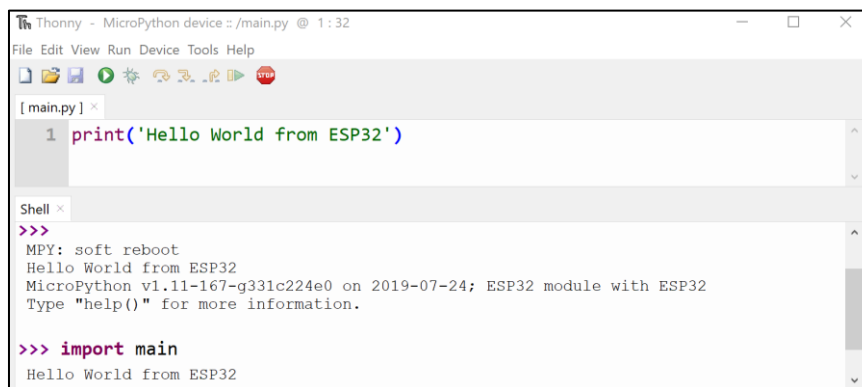 Thonny - MicroPython device :: /main.py @ 1 : 32
File Edit View Run Device Tools Help
STOP
[ main.py ] ×
1 print('Hello World from ESP32')
Shell ×
>>>
MPY: soft reboot
Hello World from ESP32
MicroPython v1.11-167-g331c224e0 on 2019-07-24; ESP32 module with ESP32
Type "help()" for more information.
>>> import main
Hello World from ESP32